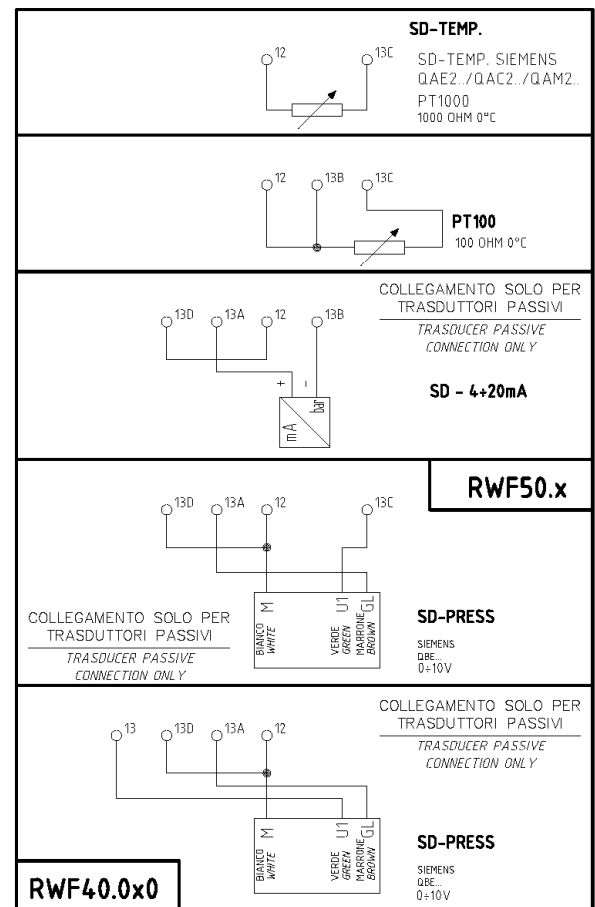 SD-TEMP.
12
13C
SD-TEMP. SIEMENS
QAE2../QAC2../QAM2..
PT1000
1000 OHM 0°C
12
13B
13C
PT100
100 OHM 0°C
COLLEGAMENTO SOLO PER
TRASDUTTORI PASSIVI
TRASDUCER PASSIVE
CONNECTION ONLY
13D
13A
12
13B
+
-
mA
bar
SD - 4÷20mA
RWF50.x
13D
13A
12
13C
M
U1
GL
BIANCO
WHITE
VERDE
GREEN
MARRONE
BROWN
COLLEGAMENTO SOLO PER
TRASDUTTORI PASSIVI
TRASDUCER PASSIVE
CONNECTION ONLY
SD-PRESS
SIEMENS
QBE...
0÷10V
COLLEGAMENTO SOLO PER
TRASDUTTORI PASSIVI
TRASDUCER PASSIVE
CONNECTION ONLY
13
13D
13A
12
M
U1
GL
BIANCO
WHITE
VERDE
GREEN
MARRONE
BROWN
SD-PRESS
SIEMENS
QBE...
0÷10V
RWF40.0x0